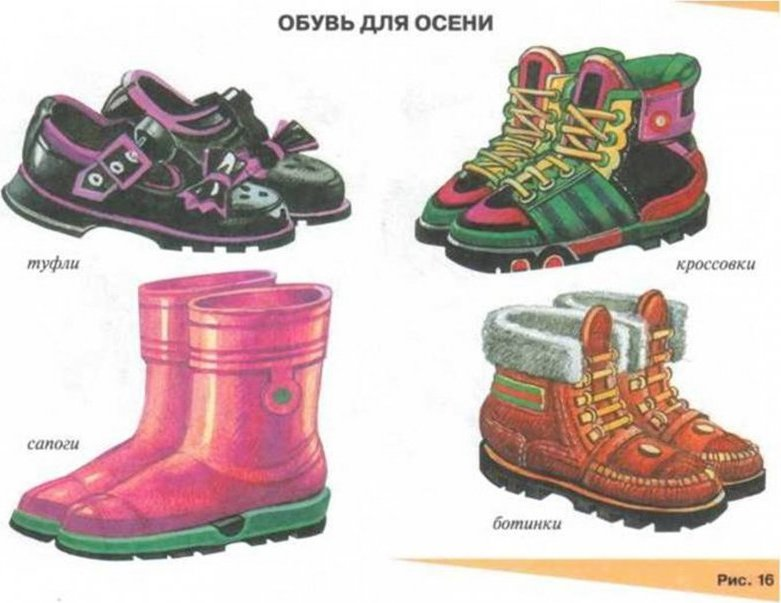 ОБУВЬ ДЛЯ ОСЕНИ
туфли
кроссовки
сапоги
ботинки
Рис. 16